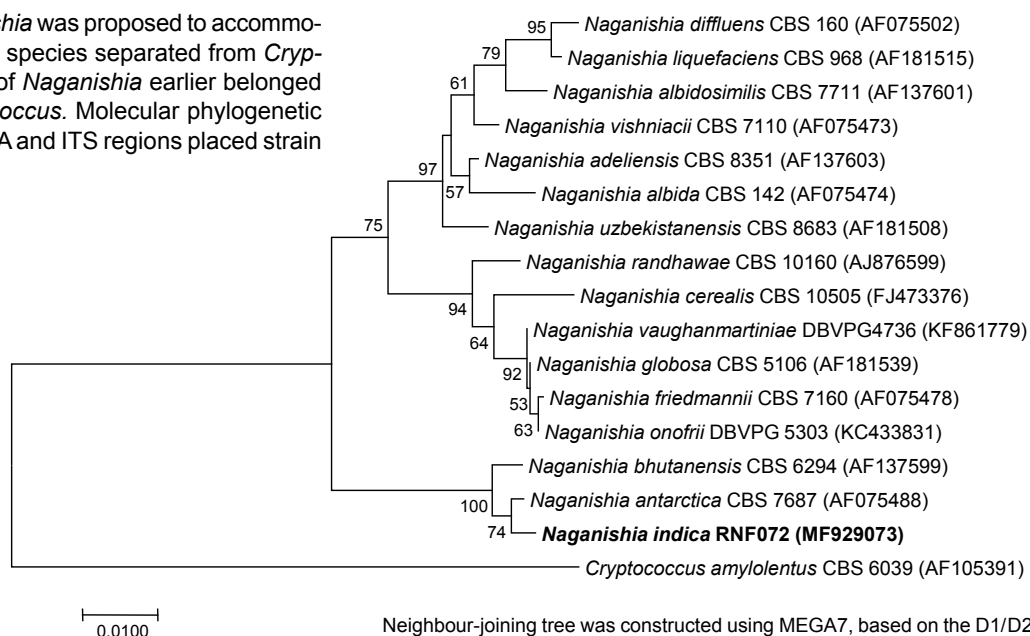 shia was proposed to accommo-
species separated from Cryp-
of Naganishia earlier belonged
occus. Molecular phylogenetic
A and ITS regions placed strain
95
Naganishia diffluens CBS 160 (AF075502)
79
Naganishia liquefaciens CBS 968 (AF181515)
61
Naganishia albidosimilis CBS 7711 (AF137601)
Naganishia vishniacii CBS 7110 (AF075473)
97
Naganishia adeliensis CBS 8351 (AF137603)
57
Naganishia albida CBS 142 (AF075474)
75
Naganishia uzbekistanensis CBS 8683 (AF181508)
Naganishia randhawae CBS 10160 (AJ876599)
94
Naganishia cerealis CBS 10505 (FJ473376)
64
Naganishia vaughanmartiniae DBVPG4736 (KF861779)
92
Naganishia globosa CBS 5106 (AF181539)
53
Naganishia friedmannii CBS 7160 (AF075478)
63
Naganishia onofrii DBVPG 5303 (KC433831)
Naganishia bhutanensis CBS 6294 (AF137599)
100
Naganishia antarctica CBS 7687 (AF075488)
74
Naganishia indica RNF072 (MF929073)
Cryptococcus amylolentus CBS 6039 (AF105391)
0.0100
Neighbour-joining tree was constructed using MEGA7, based on the D1/D2